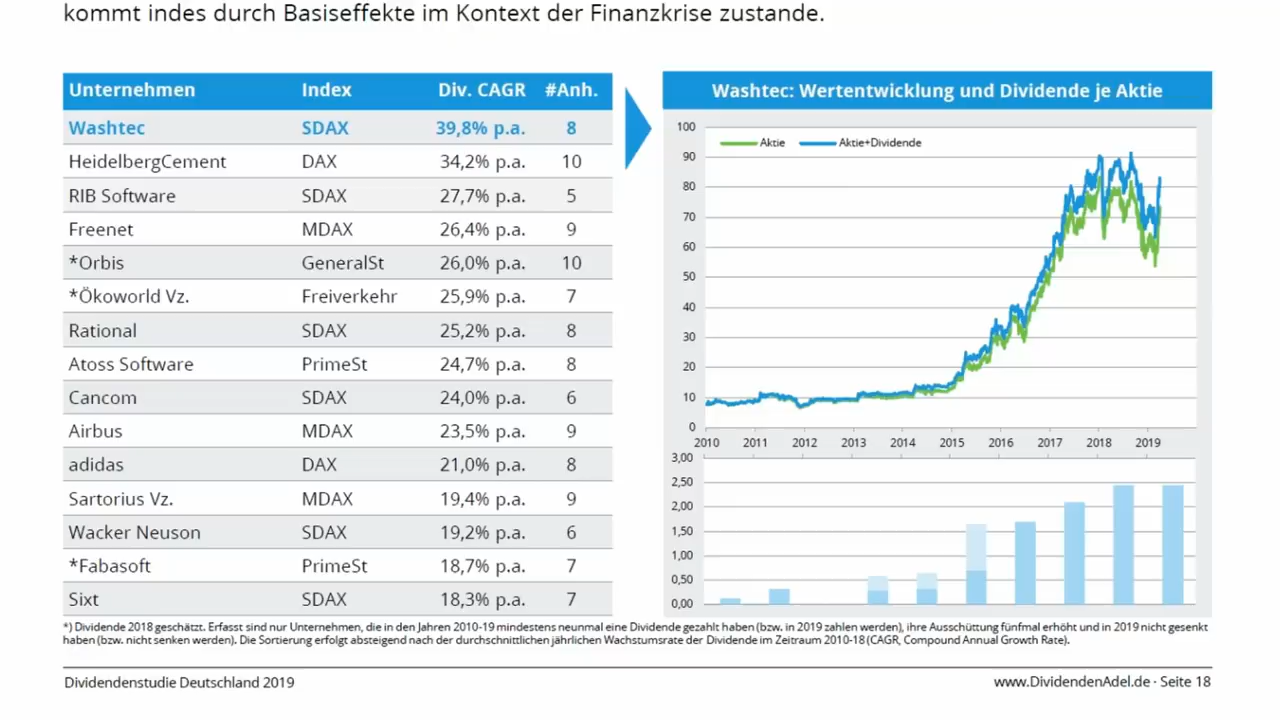 kommt indes durch Basiseffekte im Kontext der Finanzkrise zustande.
Unternehmen Index Div. CAGR #Anh.
Washtec SDAX 39,8% p.a. 8
HeidelbergCement DAX 34,2% p.a. 10
RIB Software SDAX 27,7% p.a. 5
Freenet MDAX 26,4% p.a. 9
*Orbis GeneralSt 26,0% p.a. 10
*Ökoworld Vz. Freiverkehr 25,9% p.a. 7
Rational SDAX 25,2% p.a. 8
Atoss Software PrimeSt 24,7% p.a. 8
Cancom SDAX 24,0% p.a. 6
Airbus MDAX 23,5% p.a. 9
adidas DAX 21,0% p.a. 8
Sartorius Vz. MDAX 19,4% p.a. 9
Wacker Neuson SDAX 19,2% p.a. 6
*Fabasoft PrimeSt 18,7% p.a. 7
Sixt SDAX 18,3% p.a. 7
Washtec: Wertentwicklung und Dividende je Aktie
Aktie Aktie+Dividende
100
90
80
70
60
50
40
30
20
10
0
2010 2011 2012 2013 2014 2015 2016 2017 2018 2019
3,00
2,50
2,00
1,50
1,00
0,50
0,00
*) Dividende 2018 geschätzt. Erfasst sind nur Unternehmen, die in den Jahren 2010-19 mindestens neunmal eine Dividende gezahlt haben (bzw. in 2019 zahlen werden), ihre Ausschüttung fünfmal erhöht und in 2019 nicht gesenkt
haben (bzw. nicht senken werden). Die Sortierung erfolgt absteigend nach der durchschnittlichen jährlichen Wachstumsrate der Dividende im Zeitraum 2010-18 (CAGR, Compound Annual Growth Rate).
Dividendenstudie Deutschland 2019
www.DividendenAdel.de · Seite 18